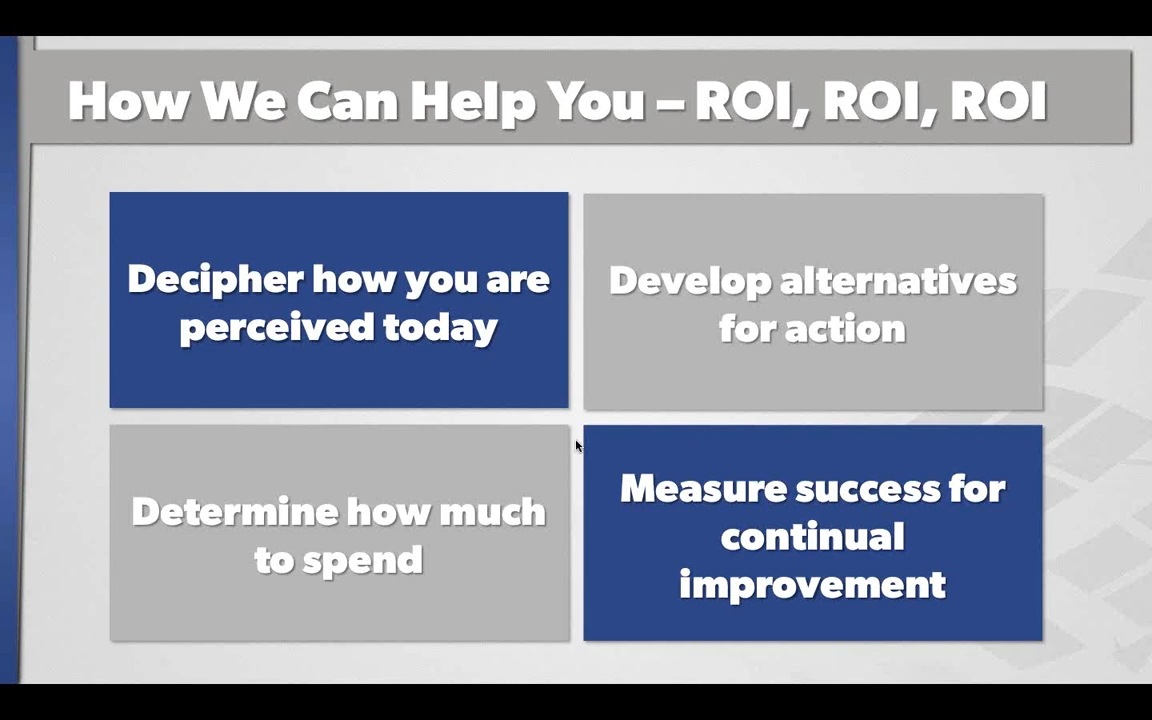 How We Can Help You – ROI, ROI, ROI
Decipher how you are
perceived today
Develop alternatives
for action
Determine how much
to spend
Measure success for
continual
improvement